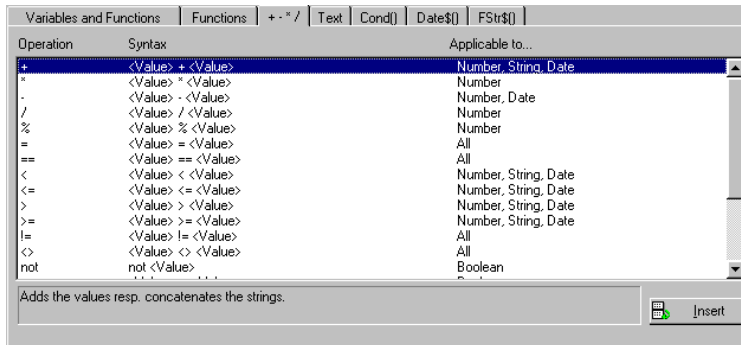 Variables and Functions Functions + - * / Text Cond() Date$() FStr$()
Operation Syntax Applicable to...
+ <Value> + <Value> Number, String, Date
* <Value> * <Value> Number
- <Value> - <Value> Number, Date
/ <Value> / <Value> Number
% <Value> % <Value> Number
= <Value> = <Value> All
== <Value> == <Value> All
< <Value> < <Value> Number, String, Date
<= <Value> <= <Value> Number, String, Date
> <Value> > <Value> Number, String, Date
>= <Value> >= <Value> Number, String, Date
!= <Value> != <Value> All
<> <Value> <> <Value> All
not not <Value> Boolean
Adds the values resp. concatenates the strings.
Insert